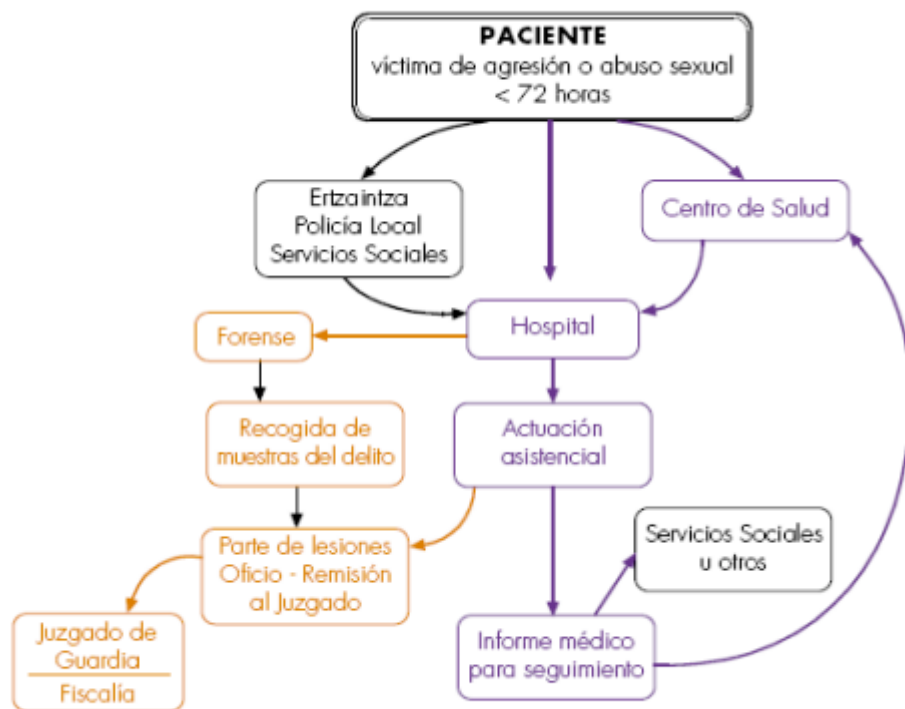 PACIENTE
víctima de agresión o abuso sexual
< 72 horas
Ertzaintza
Policía Local
Servicios Sociales
Centro de Salud
Hospital
Forense
Recogida de
muestras del delito
Actuación
asistencial
Parte de lesiones
Oficio - Remisión
al Juzgado
Servicios Sociales
u otros
Juzgado de
Guardia
Fiscalía
Informe médico
para seguimiento